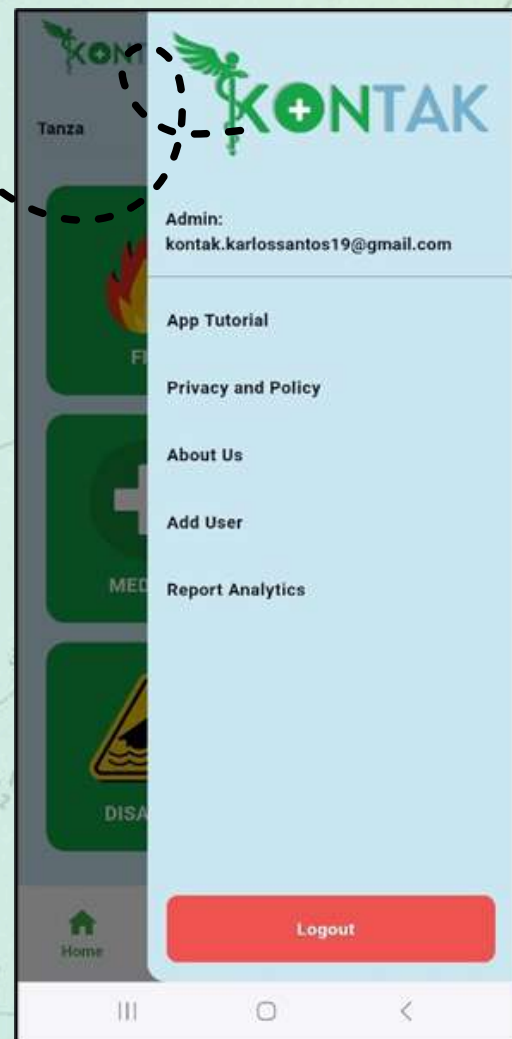 KONTAK
Tanza
Admin:
kontak.karlossantos19@gmail.com
App Tutorial
Privacy and Policy
About Us
Add User
Report Analytics
Home
Logout